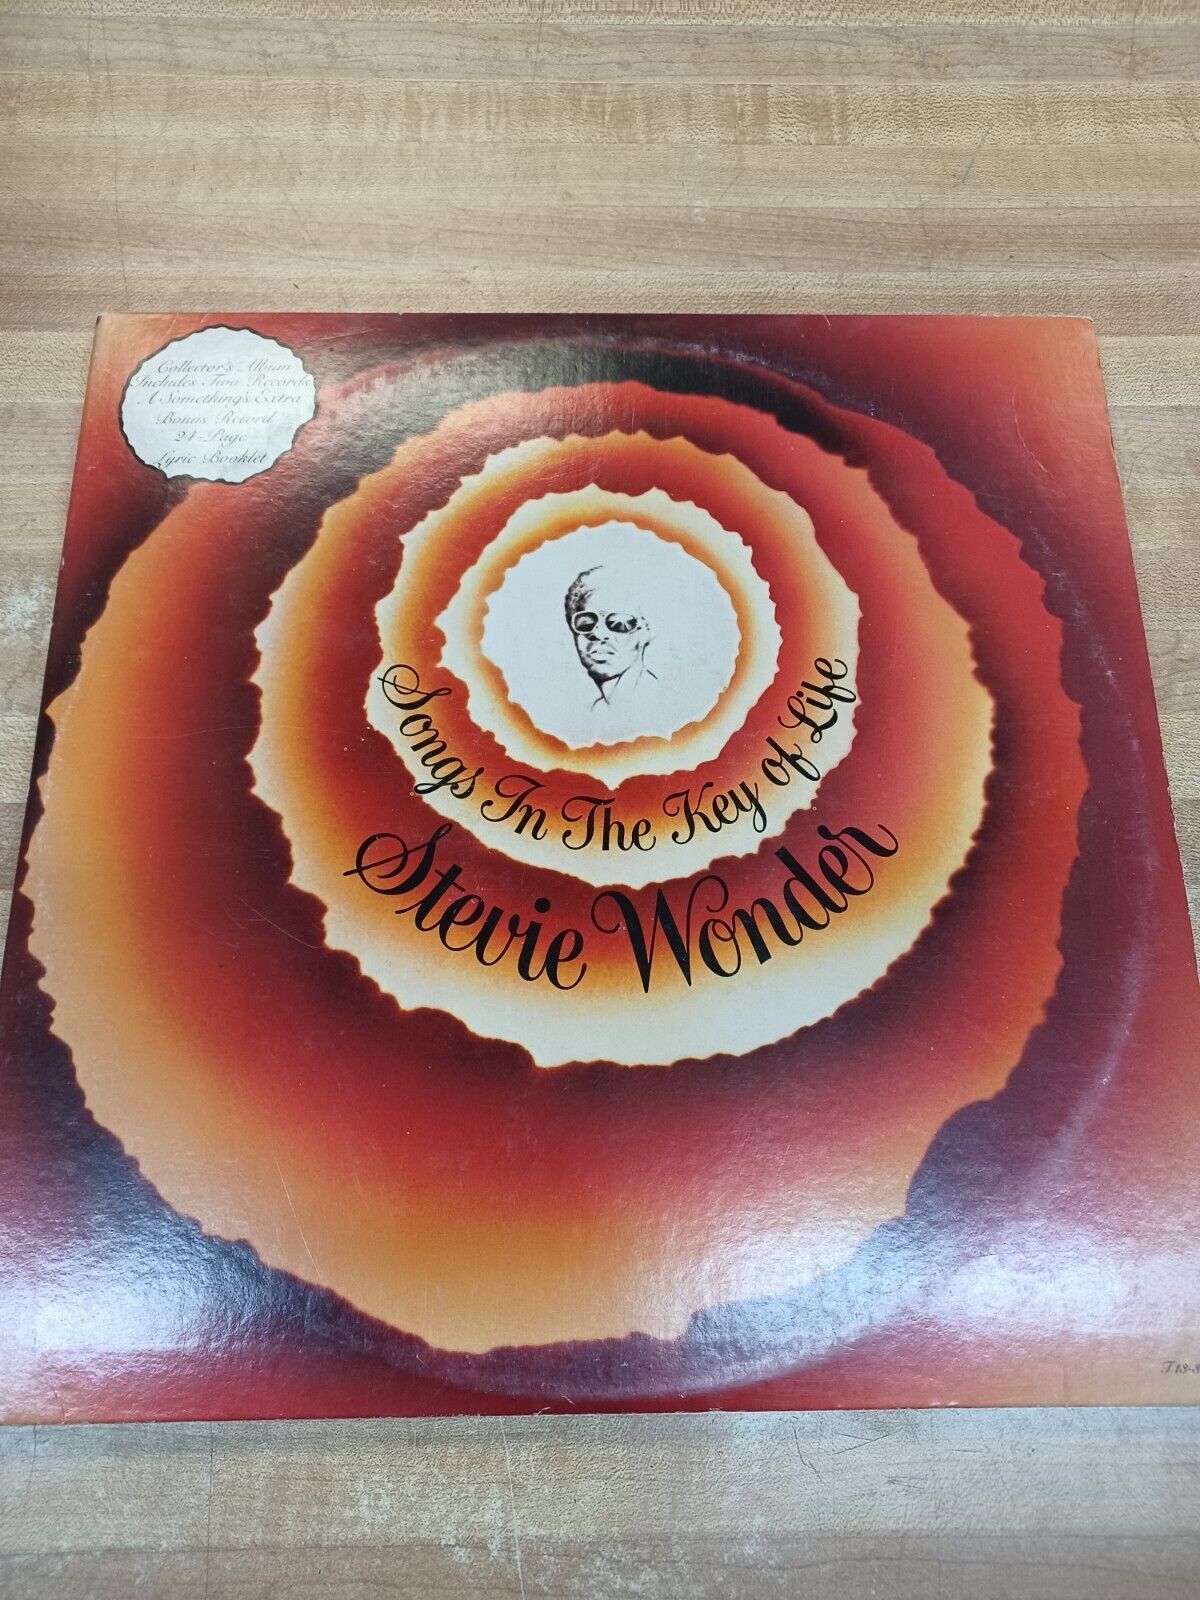 Collector's Album
Includes Two Records
A Something's Extra
Bonus Record
24-Page
Lyric Booklet
Songs In The Key of Life
Stevie Wonder